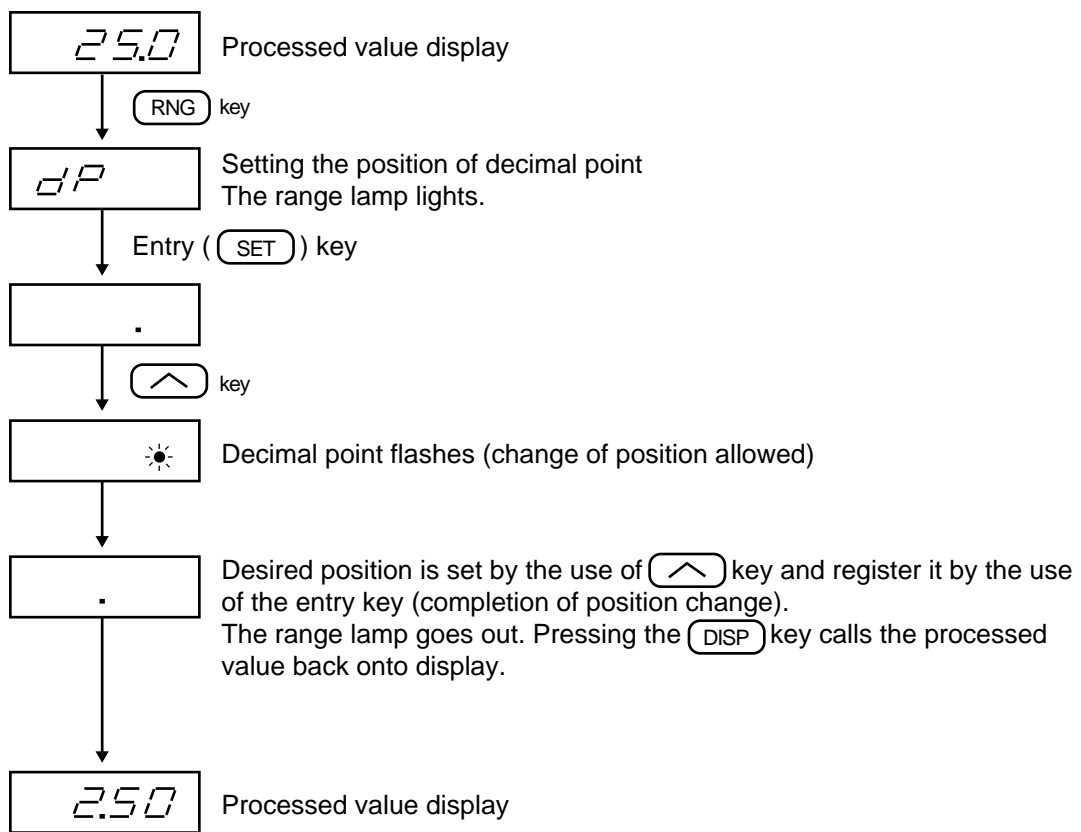 25.0 Processed value display
RNG key
dP Setting the position of decimal point
The range lamp lights.
Entry ( SET ) key
.
key
Decimal point flashes (change of position allowed)
. Desired position is set by the use of key and register it by the use
of the entry key (completion of position change).
The range lamp goes out. Pressing the DISP key calls the processed
value back onto display.
2.50 Processed value display